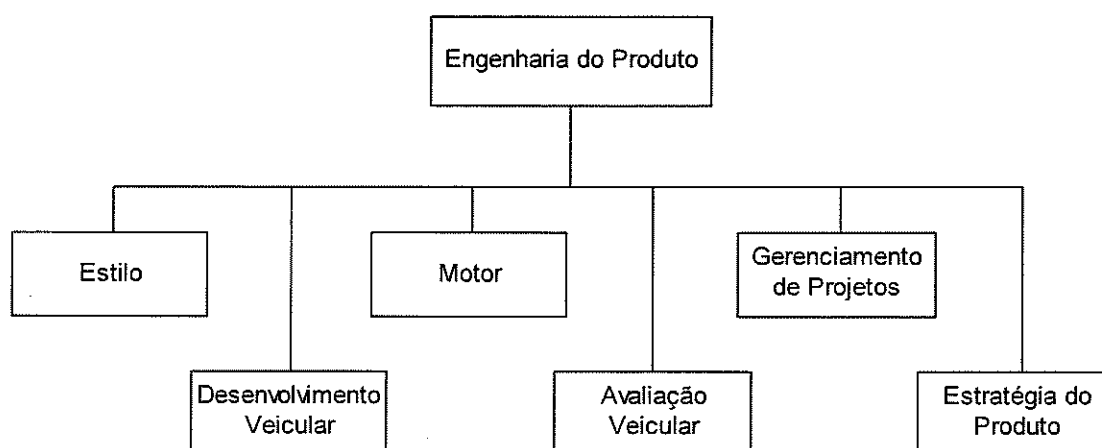 Engenharia do Produto
Estilo
Motor
Gerenciamento
de Projetos
Desenvolvimento
Veicular
Avaliação
Veicular
Estratégia do
Produto